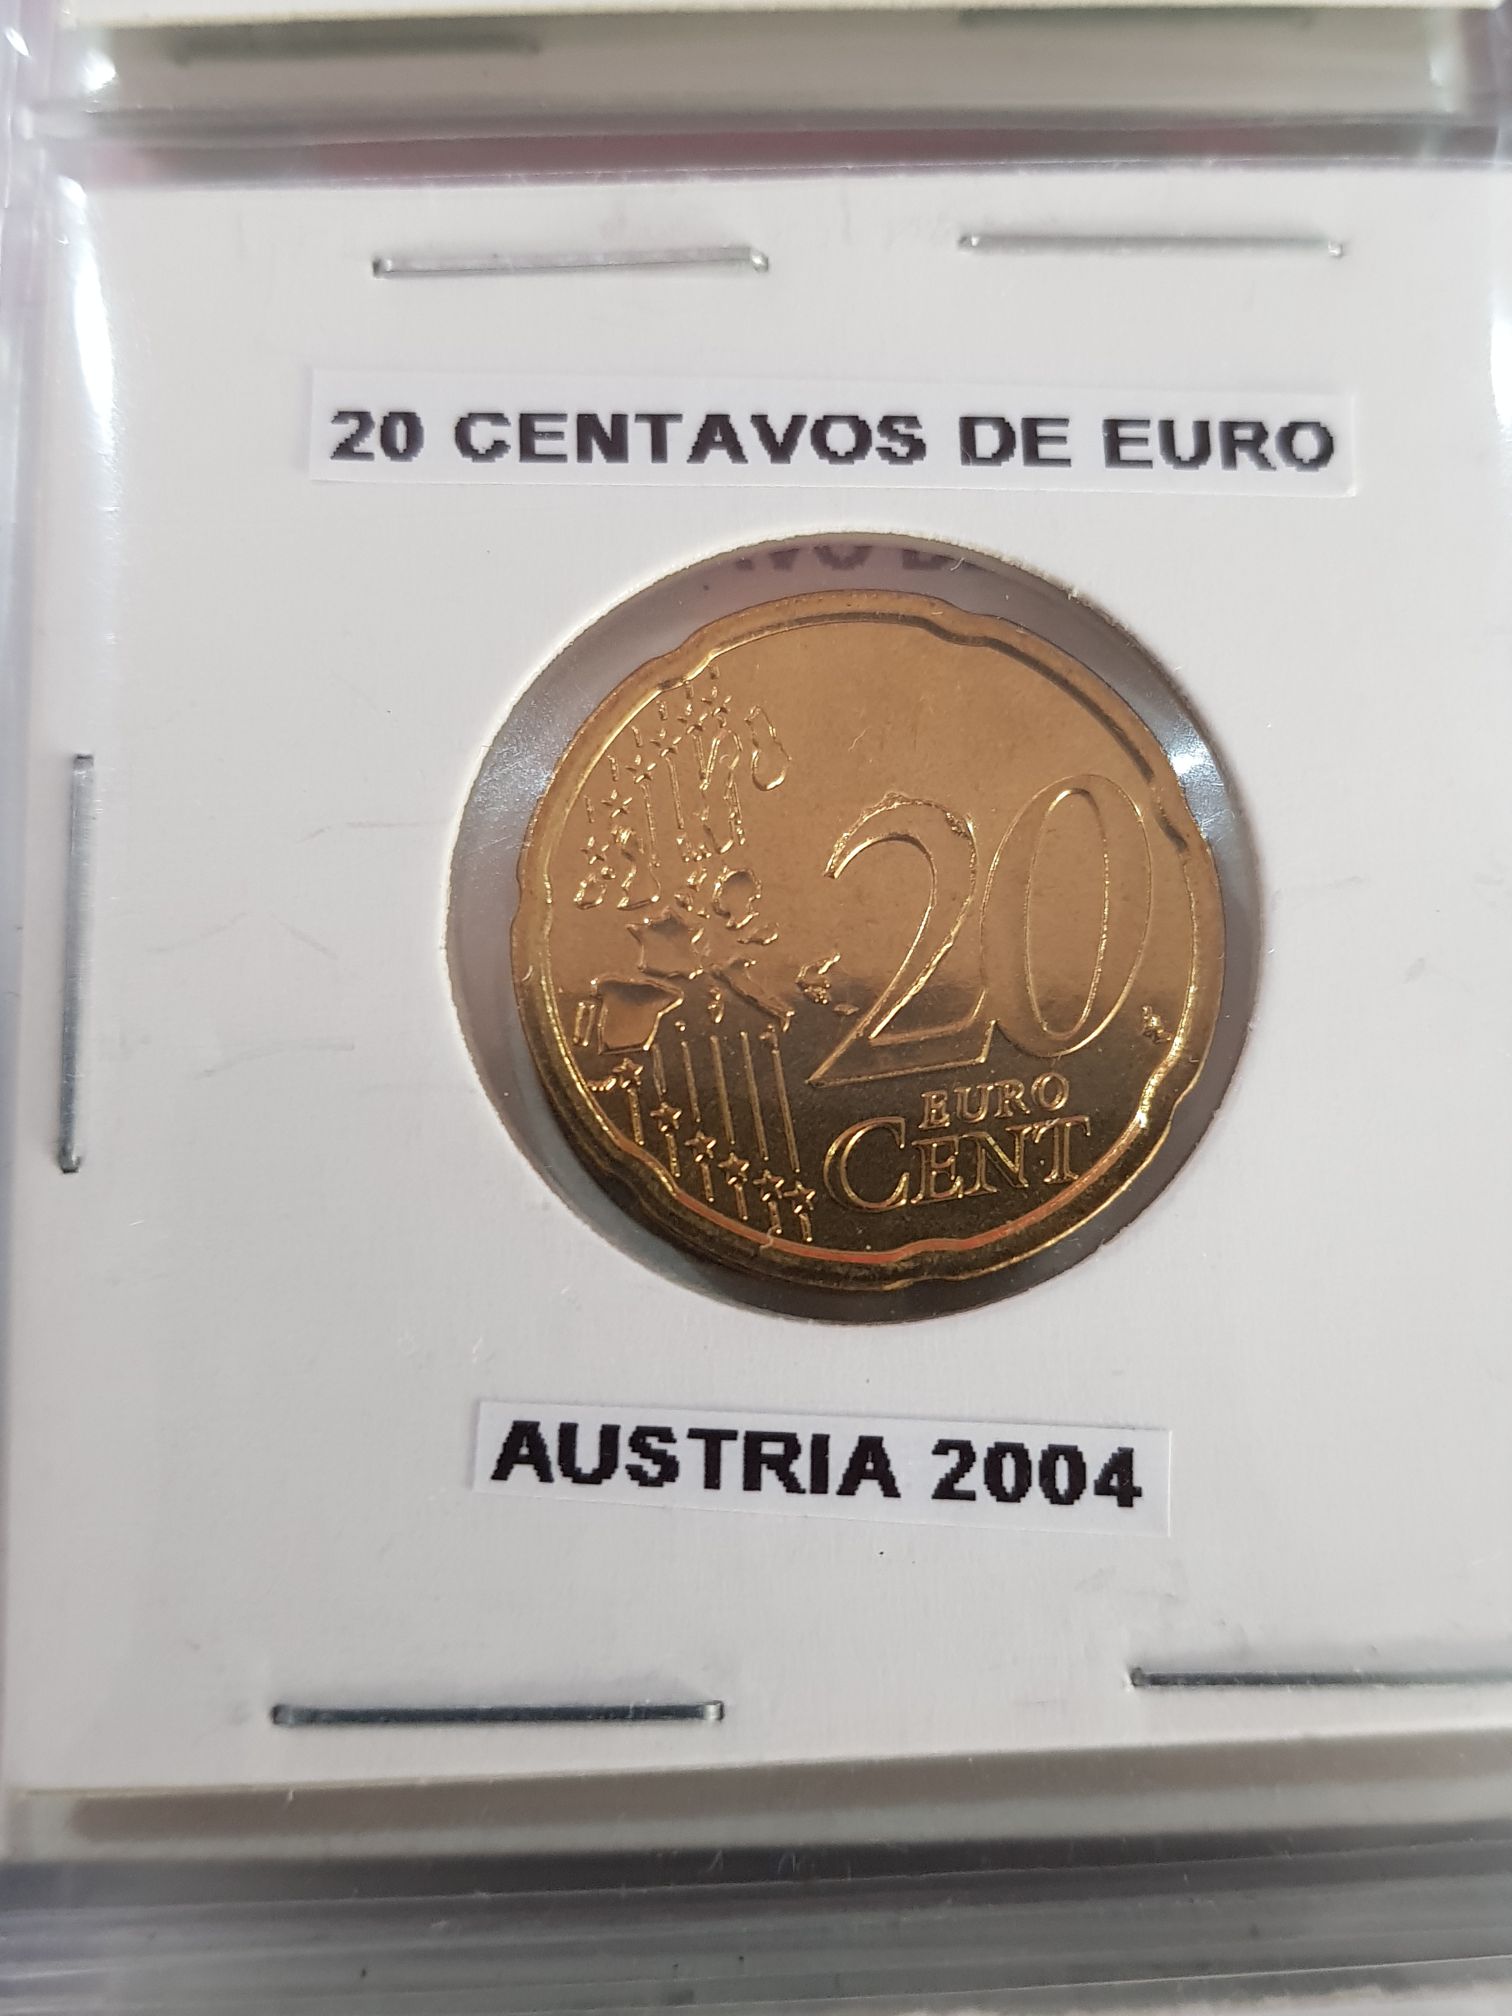 20 CENTAVOS DE EURO
20
EURO
CENT
AUSTRIA 2004